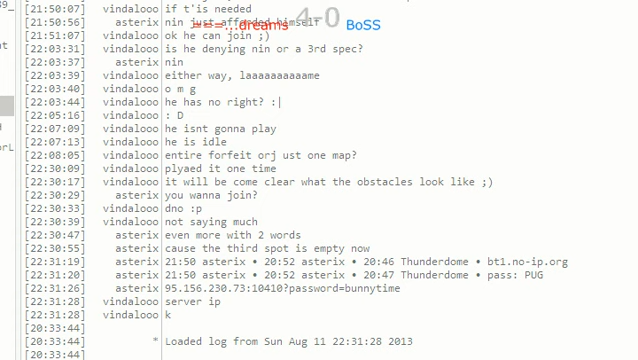 [21:50:07] vindalooo if t'is needed
[21:50:56] asterix nin just afforded himself
===...dreams 4-0 BoSS
[21:51:08] vindalooo ok he can join ;)
[22:03:31] vindalooo is he denying nin or a 3rd spec?
[22:03:37] asterix nin
[22:03:39] vindalooo either way, laaaaaaaaaame
[22:03:40] vindalooo o m g
[22:03:44] vindalooo he has no right? :|
[22:05:16] vindalooo : D
[22:07:09] vindalooo he isnt gonna play
[22:07:13] vindalooo he is idle
[22:08:05] vindalooo entire forfeit orj ust one map?
[22:30:09] asterix plyaed it one time
[22:30:17] vindalooo it will be come clear what the obstacles look like ;)
[22:30:29] asterix you wanna join?
[22:30:33] vindalooo dno :p
[22:30:39] vindalooo not saying much
[22:30:47] asterix even more with 2 words
[22:30:55] asterix cause the third spot is empty now
[22:31:19] asterix 21:50 asterix • 20:52 asterix • 20:46 Thunderdome • bt1.no-ip.org
[22:31:20] asterix 21:50 asterix • 20:52 asterix • 20:47 Thunderdome • pass: PUG
[22:31:26] asterix 95.156.230.73:10410?password=bunnytime
[22:31:28] vindalooo server ip
[22:31:28] vindalooo k
[20:33:44]
[20:33:44] * Loaded log from Sun Aug 11 22:31:28 2013
[20:33:44]